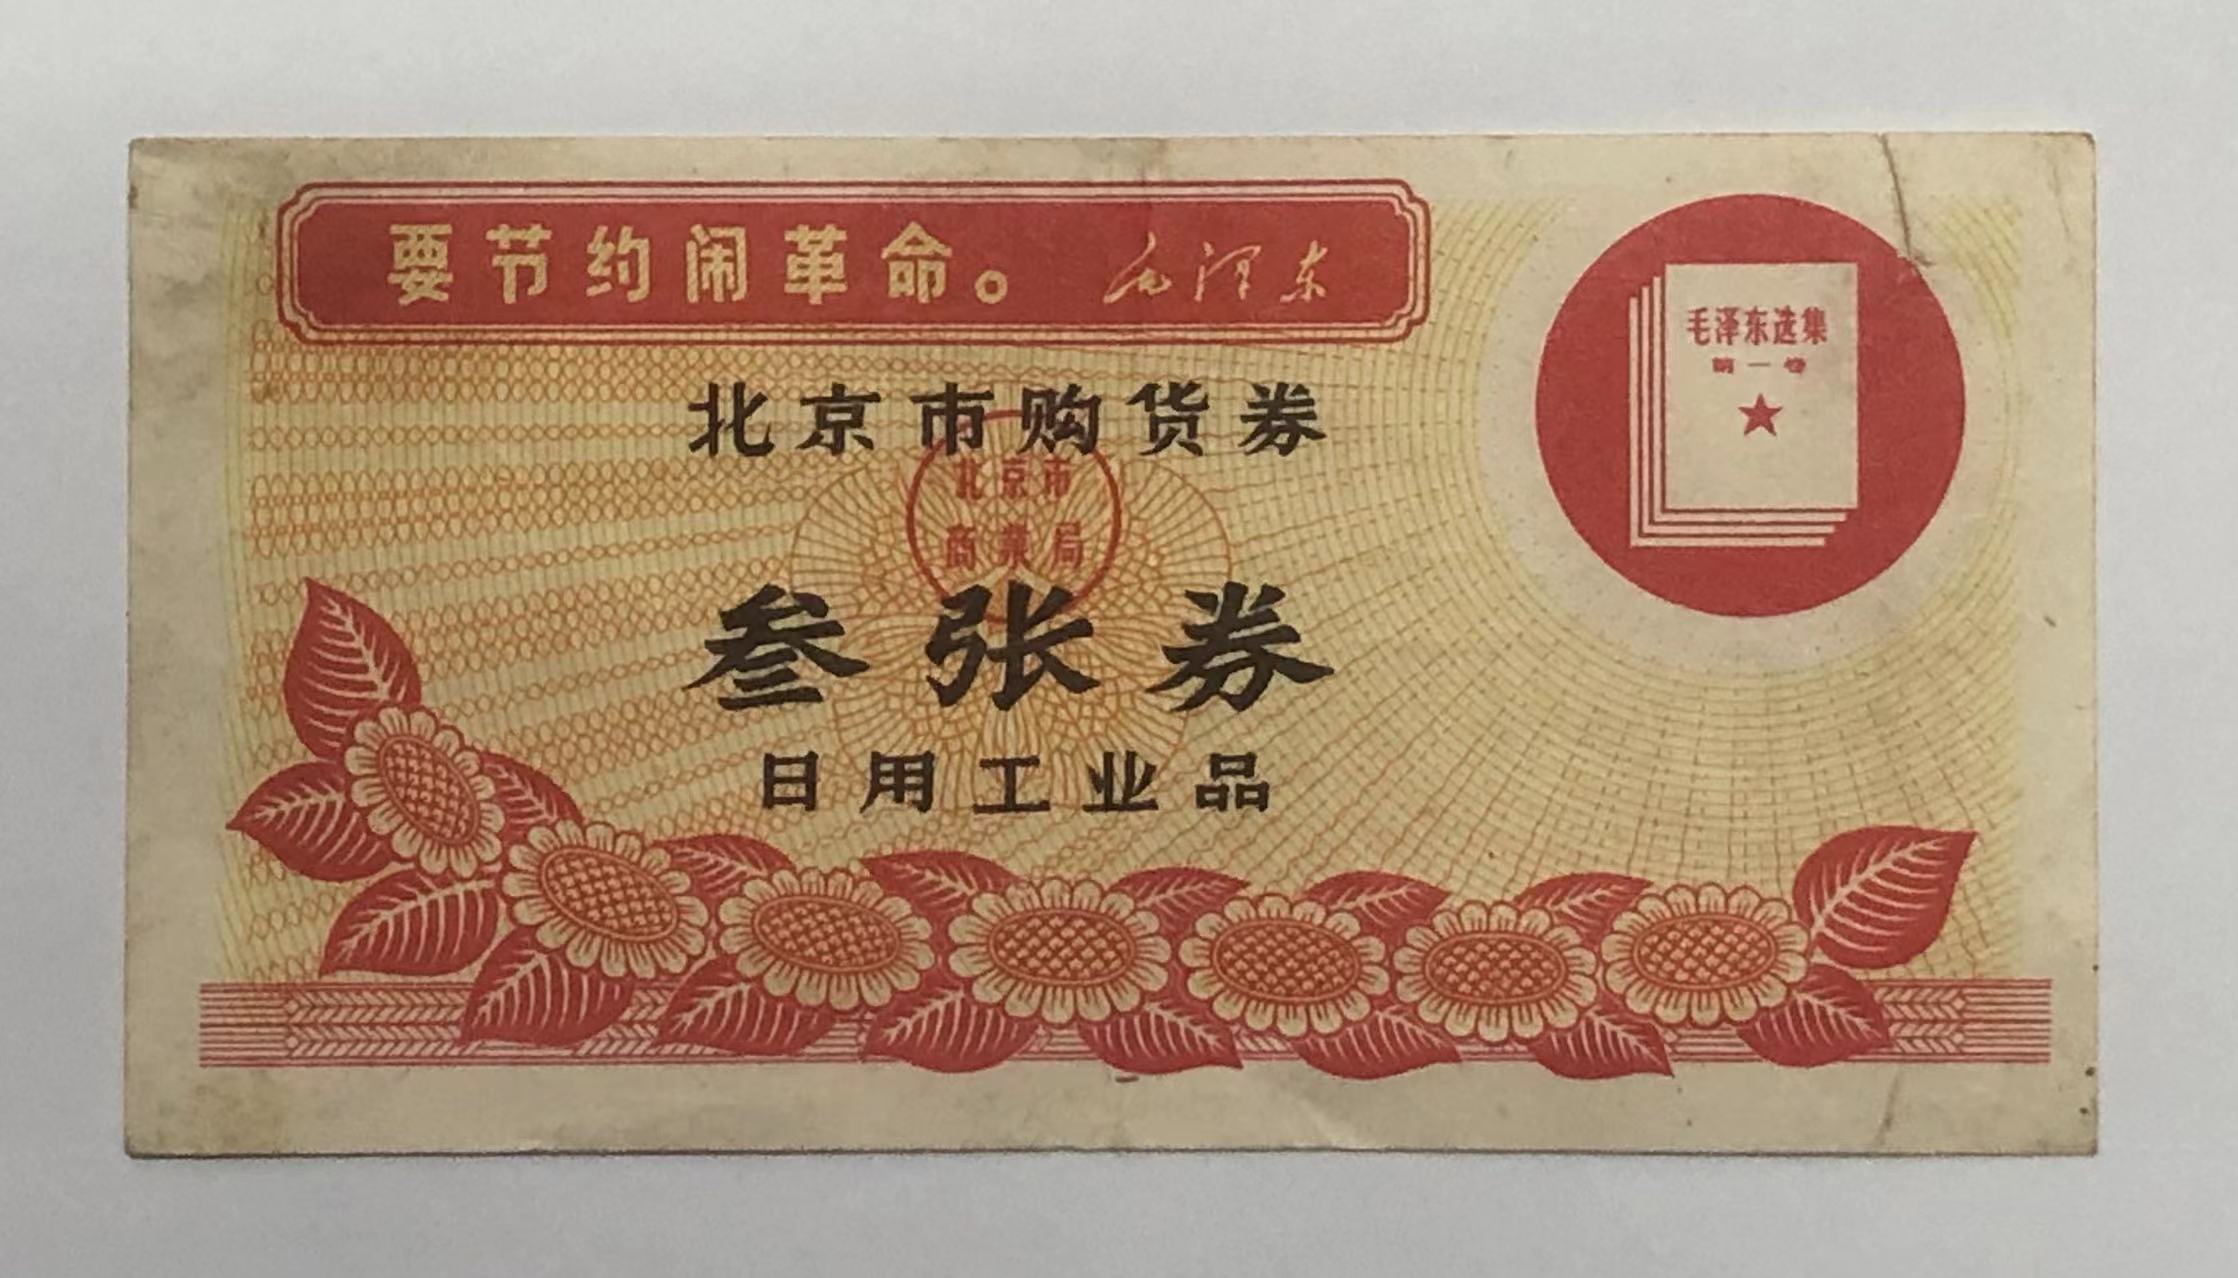 要节约闹革命。 毛泽东
毛泽东选集
第一卷
北京市购货券
北京市
商业局
叁张券
日用工业品